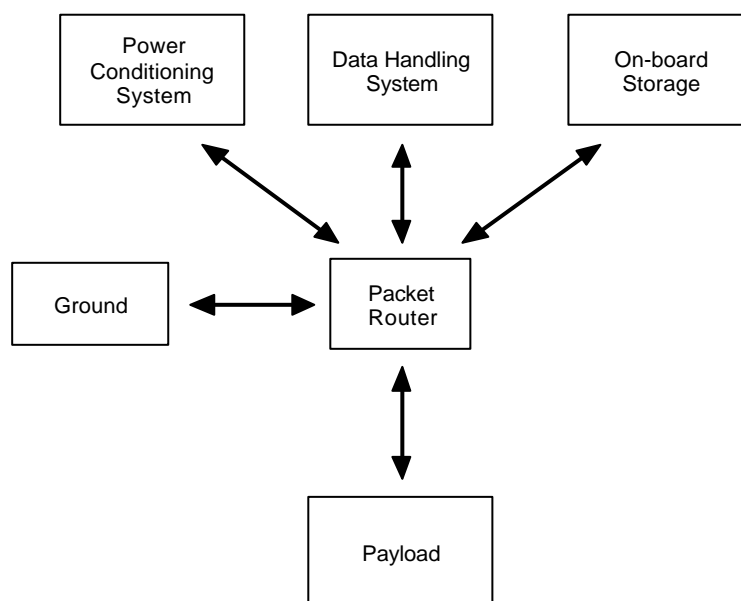 Power
Conditioning
System
Data Handling
System
On-board
Storage
Ground
Packet
Router
Payload